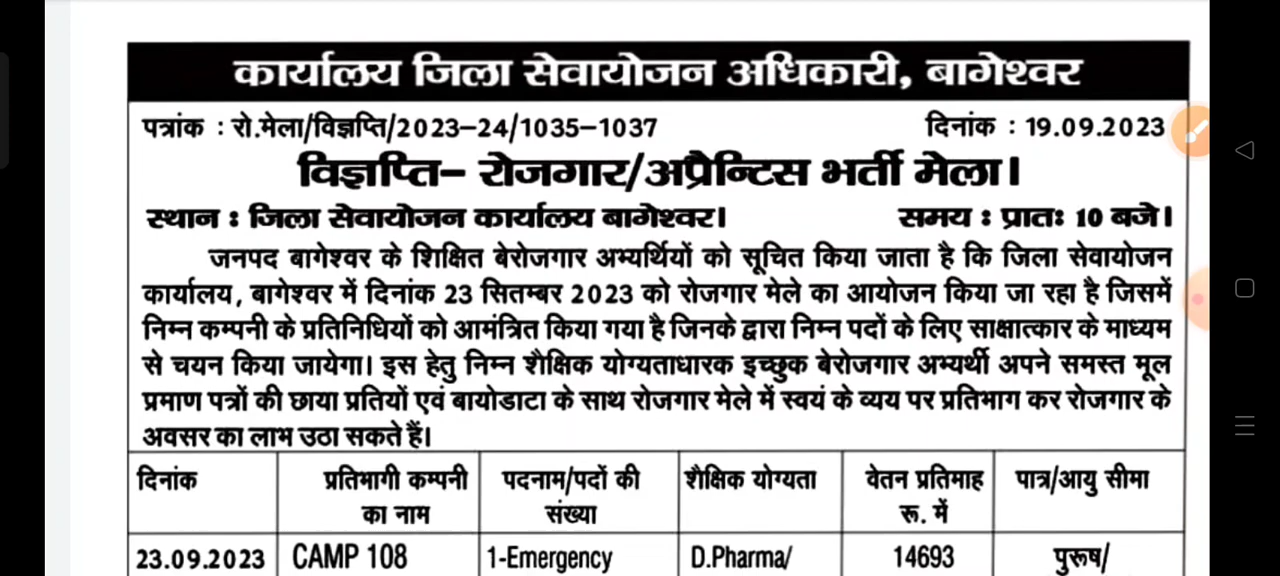 कार्यालय जिला सेवायोजन अधिकारी, बागेश्वर
पत्रांक : रो.मेला/विज्ञप्ति/2023-24/1035-1037 दिनांक : 19.09.2023
विज्ञप्ति- रोजगार/अप्रैन्टिस भर्ती मेला।
स्थान : जिला सेवायोजन कार्यालय बागेश्वर। समय : प्रातः 10 बजे।
जनपद बागेश्वर के शिक्षित बेरोजगार अभ्यर्थियों को सूचित किया जाता है कि जिला सेवायोजन
कार्यालय, बागेश्वर में दिनांक 23 सितम्बर 2023 को रोजगार मेले का आयोजन किया जा रहा है जिसमें
निम्न कम्पनी के प्रतिनिधियों को आमंत्रित किया गया है जिनके द्वारा निम्न पदों के लिए साक्षात्कार के माध्यम
से चयन किया जायेगा। इस हेतु निम्न शैक्षिक योग्यताधारक इच्छुक बेरोजगार अभ्यर्थी अपने समस्त मूल
प्रमाण पत्रों की छाया प्रतियों एवं बायोडाटा के साथ रोजगार मेले में स्वयं के व्यय पर प्रतिभाग कर रोजगार के
अवसर का लाभ उठा सकते हैं।
दिनांक प्रतिभागी कम्पनी पदनाम/पदों की शैक्षिक योग्यता वेतन प्रतिमाह पात्र/आयु सीमा
का नाम संख्या रू. में
23.09.2023 CAMP 108 1-Emergency D.Pharma/ 14693 पुरूष/